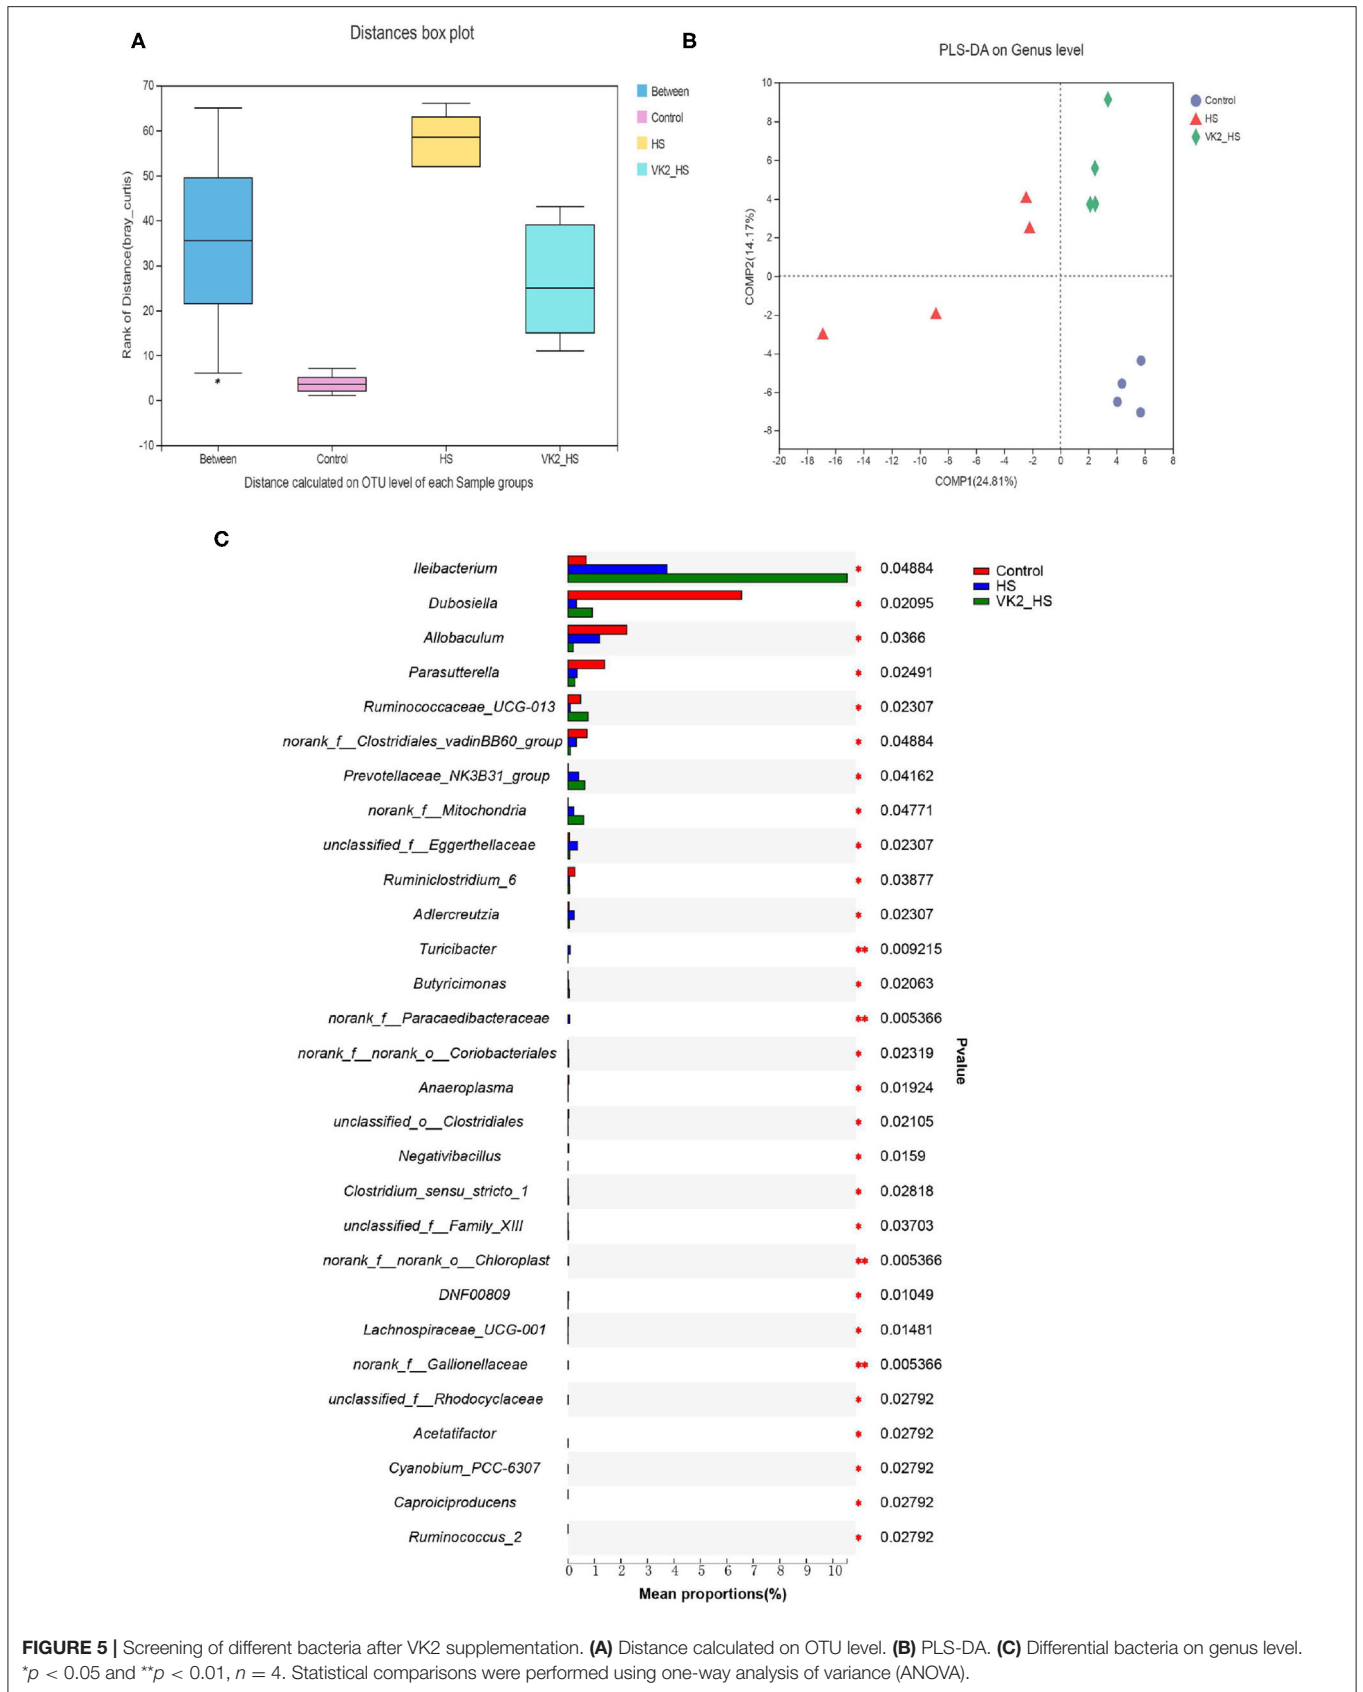 A
Distances box plot
Rank of Distance(bray_curtis)
70
60
50
40
30
20
10
0
-10
*
Between
Control
HS
VK2_HS
Distance calculated on OTU level of each Sample groups
Between
Control
HS
VK2_HS
B
PLS-DA on Genus level
COMP2(14.17%)
10
8
6
4
2
0
-2
-4
-6
-8
-20 -18 -16 -14 -12 -10 -8 -6 -4 -2 0 2 4 6 8
COMP1(24.81%)
Control
HS
VK2_HS
C
Ileibacterium * 0.04884
Dubosiella * 0.02095
Allobaculum * 0.0366
Parasutterella * 0.02491
Ruminococcaceae_UCG-013 * 0.02307
norank_f__Clostridiales_vadinBB60_group * 0.04884
Prevotellaceae_NK3B31_group * 0.04162
norank_f__Mitochondria * 0.04771
unclassified_f__Eggerthellaceae * 0.02307
Ruminiclostridium_6 * 0.03877
Adlercreutzia * 0.02307
Turicibacter ** 0.009215
Butyricimonas * 0.02063
norank_f__Paracaedibacteraceae ** 0.005366
norank_f__norank_o__Coriobacteriales * 0.02319
Anaeroplasma * 0.01924
unclassified_o__Clostridiales * 0.02105
Negativibacillus * 0.0159
Clostridium_sensu_stricto_1 * 0.02818
unclassified_f__Family_XIII * 0.03703
norank_f__norank_o__Chloroplast ** 0.005366
DNF00809 * 0.01049
Lachnospiraceae_UCG-001 * 0.01481
norank_f__Gallionellaceae ** 0.005366
unclassified_f__Rhodocyclaceae * 0.02792
Acetatifactor * 0.02792
Cyanobium_PCC-6307 * 0.02792
Caproiciproducens * 0.02792
Ruminococcus_2 * 0.02792
Control
HS
VK2_HS
Pvalue
0 1 2 3 4 5 6 7 8 9 10
Mean proportions(%)
FIGURE 5 | Screening of different bacteria after VK2 supplementation. (A) Distance calculated on OTU level. (B) PLS-DA. (C) Differential bacteria on genus level.
*p < 0.05 and **p < 0.01, n = 4. Statistical comparisons were performed using one-way analysis of variance (ANOVA).